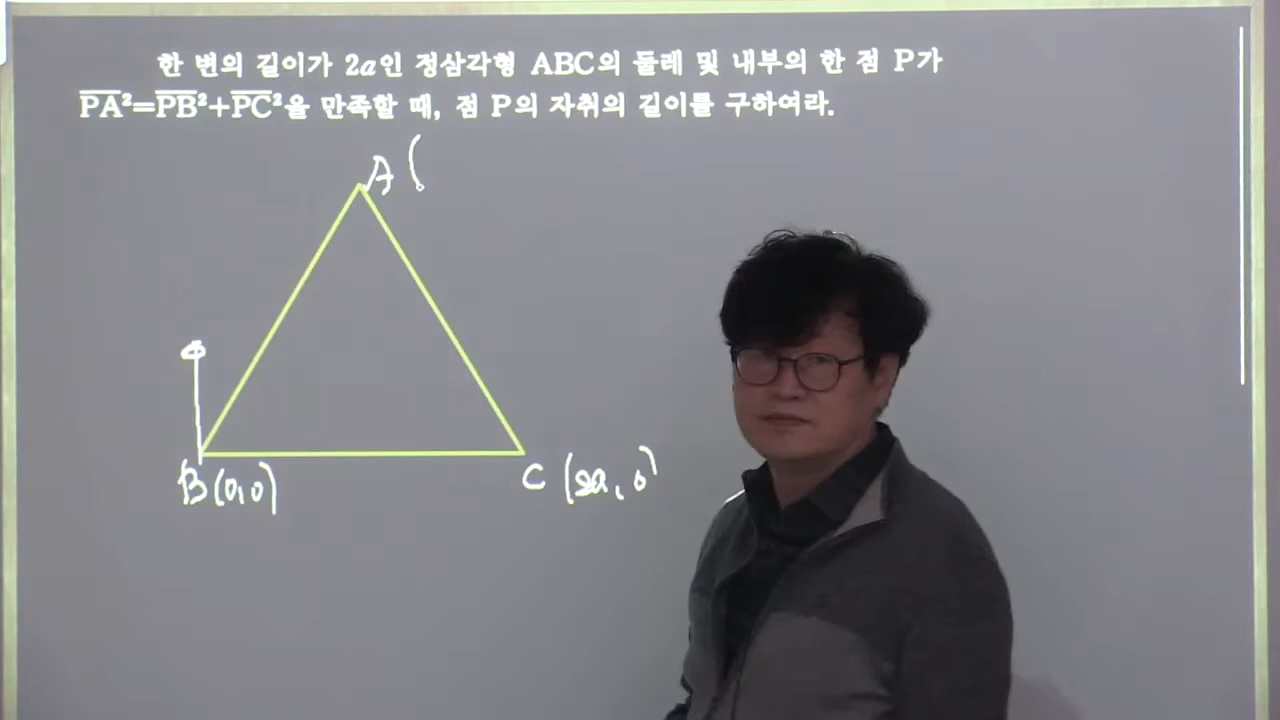 한 변의 길이가 2a인 정삼각형 ABC의 둘레 및 내부의 한 점 P가
PA²=PB²+PC²을 만족할 때, 점 P의 자취의 길이를 구하여라.
A (
B(0,0)
C (2a, 0)